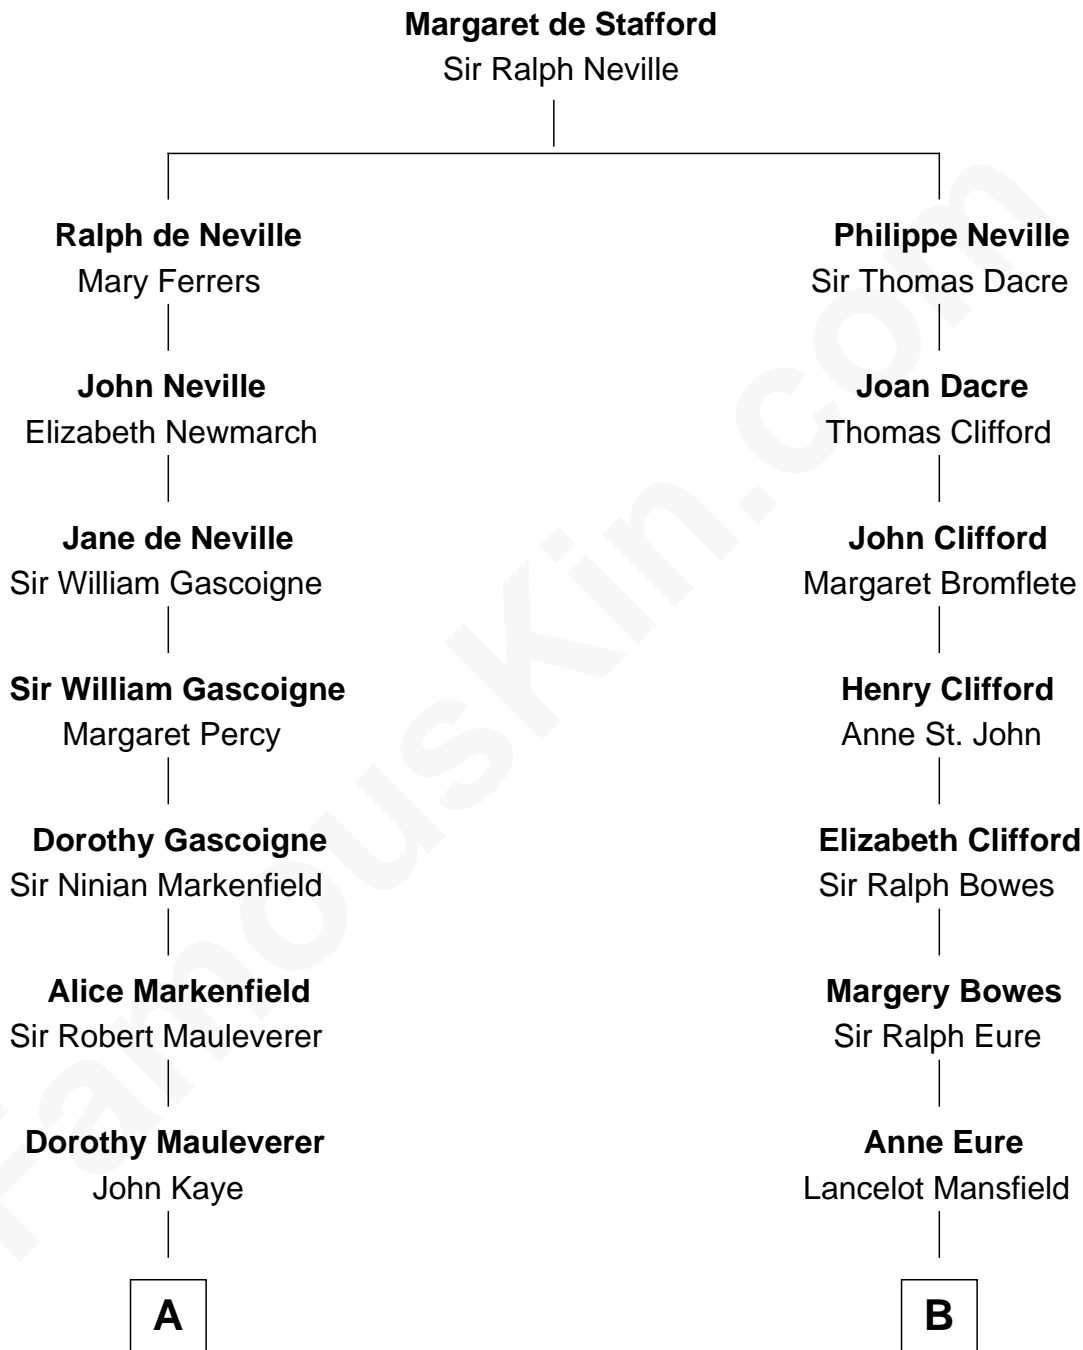 Margaret de Stafford
Sir Ralph Neville
Ralph de Neville
Mary Ferrers
Philippe Neville
Sir Thomas Dacre
John Neville
Elizabeth Newmarch
Joan Dacre
Thomas Clifford
Jane de Neville
Sir William Gascoigne
John Clifford
Margaret Bromflete
Sir William Gascoigne
Margaret Percy
Henry Clifford
Anne St. John
Dorothy Gascoigne
Sir Ninian Markenfield
Elizabeth Clifford
Sir Ralph Bowes
Alice Markenfield
Sir Robert Mauleverer
Margery Bowes
Sir Ralph Eure
Dorothy Mauleverer
John Kaye
Anne Eure
Lancelot Mansfield
A
B
FamousKin.com